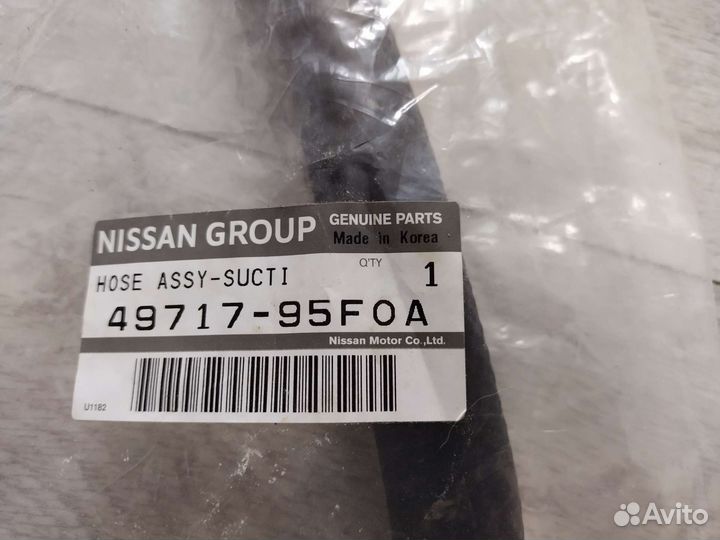 NISSAN GROUP
GENUINE PARTS
Made in Korea
HOSE ASSY-SUCTI
Q'TY 1
49717-95F0A
Nissan Motor Co.,Ltd.
U1182
Avito